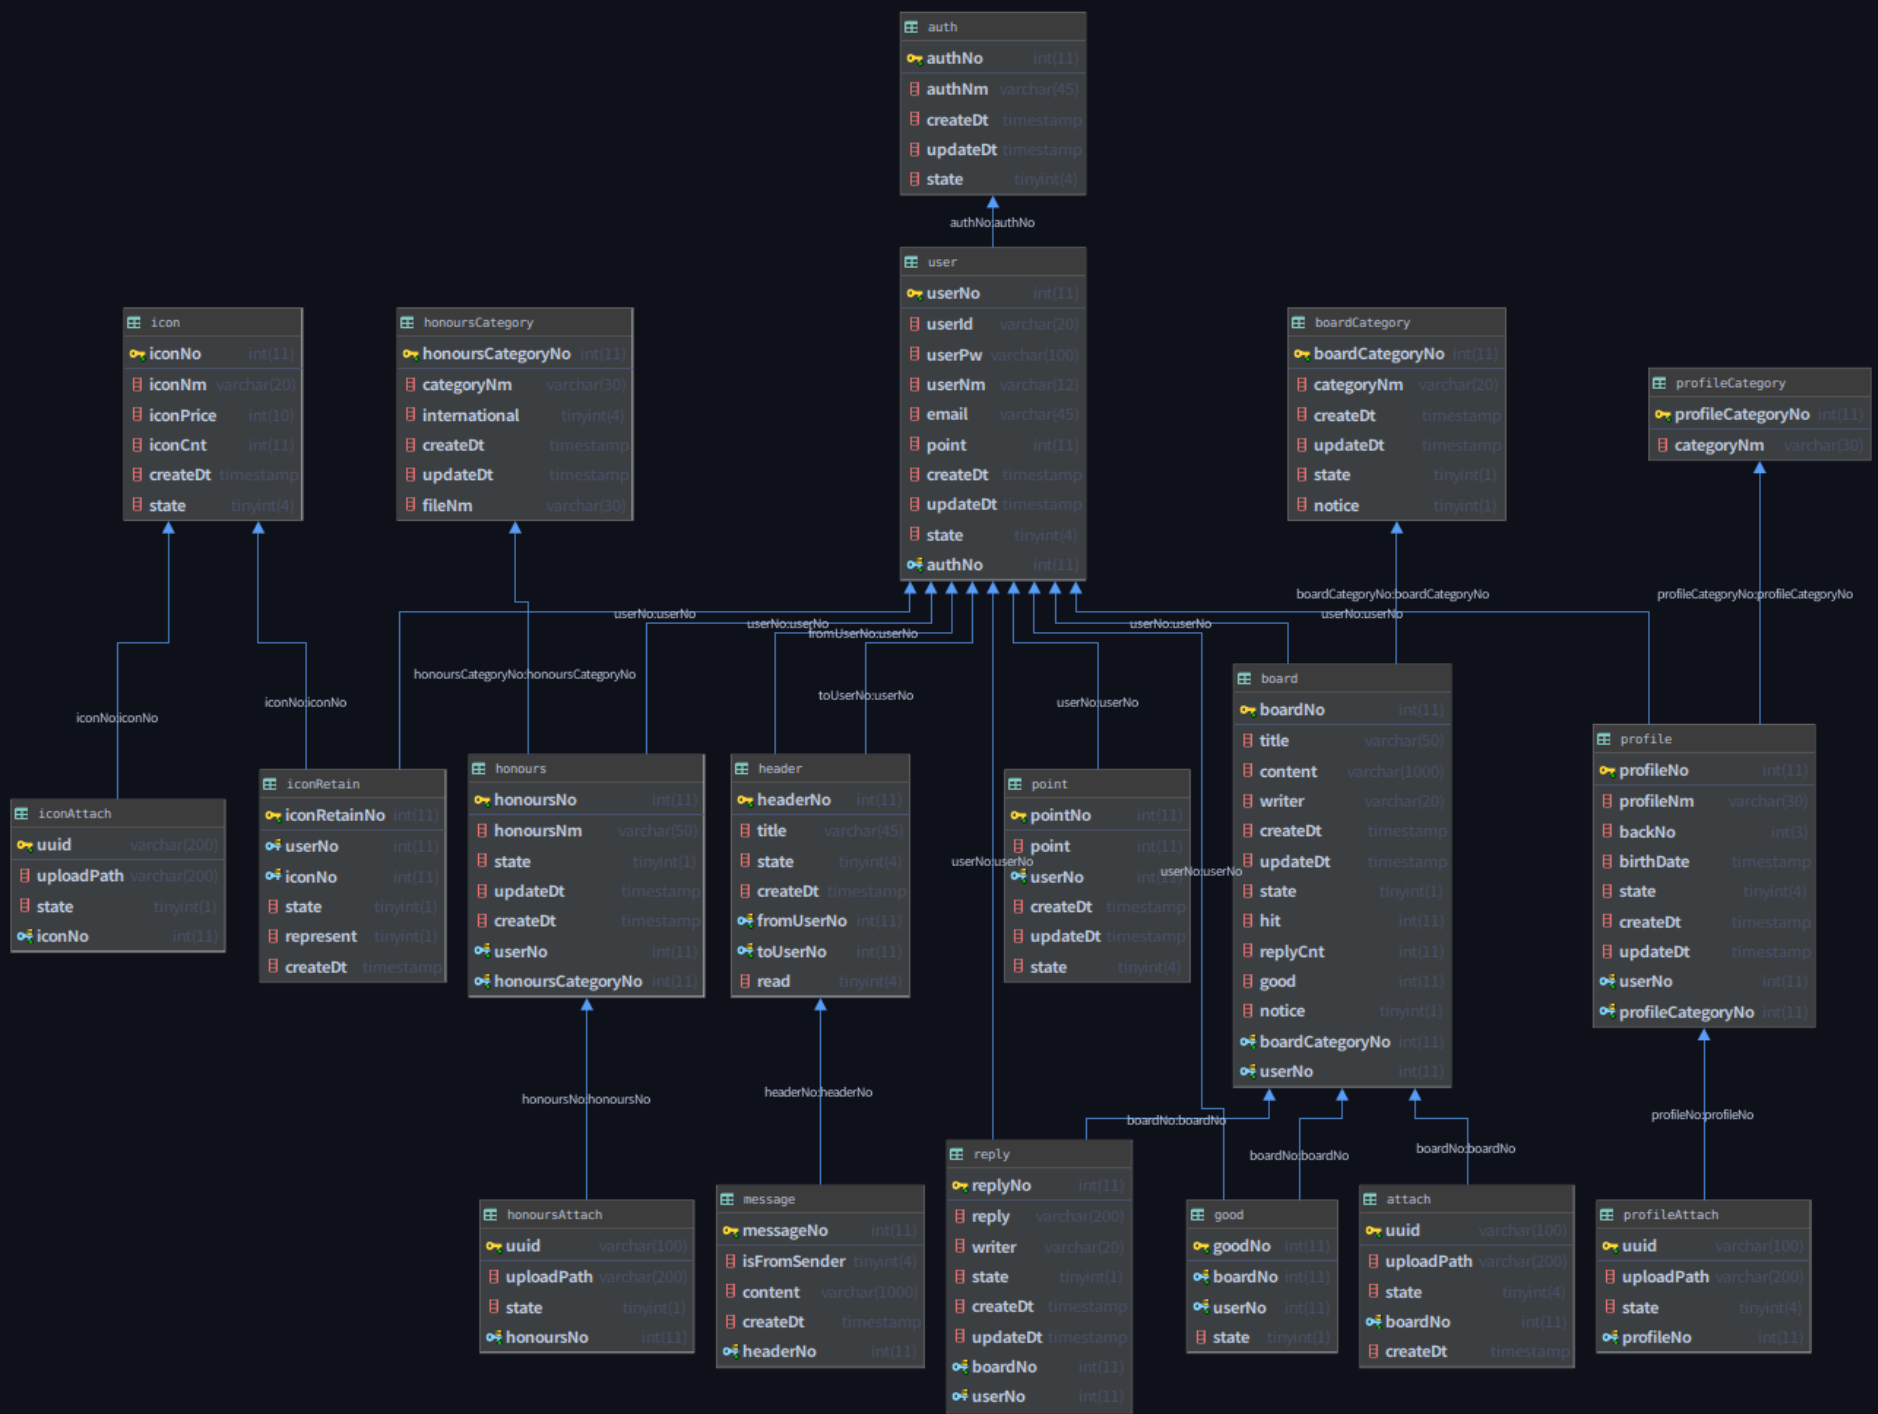 auth
authNo int(11)
authNm varchar(45)
createDt timestamp
updateDt timestamp
state tinyint(4)
authNo:authNo
user
userNo int(11)
userId varchar(20)
userPw varchar(100)
userNm varchar(12)
email varchar(45)
point int(11)
createDt timestamp
updateDt timestamp
state tinyint(4)
authNo int(11)
icon
iconNo int(11)
iconNm varchar(20)
iconPrice int(10)
iconCnt int(11)
createDt timestamp
state tinyint(4)
honoursCategory
honoursCategoryNo int(11)
categoryNm varchar(30)
international tinyint(4)
createDt timestamp
updateDt timestamp
fileNm varchar(30)
boardCategory
boardCategoryNo int(11)
categoryNm varchar(20)
createDt timestamp
updateDt timestamp
state tinyint(1)
notice tinyint(1)
profileCategory
profileCategoryNo int(11)
categoryNm varchar(30)
boardCategoryNo:boardCategoryNo
profileCategoryNo:profileCategoryNo
userNo:userNo
userNo:userNo
userNo:userNo
userNo:userNo
fromUserNo:userNo
honoursCategoryNo:honoursCategoryNo
toUserNo:userNo
iconNo:iconNo
userNo:userNo
iconNo:iconNo
iconAttach
uuid varchar(200)
uploadPath varchar(200)
state tinyint(1)
iconNo int(11)
iconRetain
iconRetainNo int(11)
userNo int(11)
iconNo int(11)
state tinyint(1)
represent tinyint(1)
createDt timestamp
honours
honoursNo int(11)
honoursNm varchar(50)
state tinyint(1)
updateDt timestamp
createDt timestamp
userNo int(11)
honoursCategoryNo int(11)
header
headerNo int(11)
title varchar(45)
state tinyint(4)
createDt timestamp
fromUserNo int(11)
toUserNo int(11)
read tinyint(4)
userNo:userNo
point
pointNo int(11)
point int(11)
userNo int(11)
createDt timestamp
updateDt timestamp
state tinyint(4)
userNo:userNo
board
boardNo int(11)
title varchar(50)
content varchar(1000)
writer varchar(20)
createDt timestamp
updateDt timestamp
state tinyint(1)
hit int(11)
replyCnt int(11)
good int(11)
notice tinyint(1)
boardCategoryNo int(11)
userNo int(11)
profile
profileNo int(11)
profileNm varchar(30)
backNo int(3)
birthDate timestamp
state tinyint(4)
createDt timestamp
updateDt timestamp
userNo int(11)
profileCategoryNo int(11)
honoursNo:honoursNo
headerNo:headerNo
boardNo:boardNo
boardNo:boardNo
boardNo:boardNo
profileNo:profileNo
honoursAttach
uuid varchar(100)
uploadPath varchar(200)
state tinyint(1)
honoursNo int(11)
message
messageNo int(11)
isFromSender tinyint(4)
content varchar(1000)
createDt timestamp
headerNo int(11)
reply
replyNo int(11)
reply varchar(200)
writer varchar(20)
state tinyint(1)
createDt timestamp
updateDt timestamp
boardNo int(11)
userNo int(11)
good
goodNo int(11)
boardNo int(11)
userNo int(11)
state tinyint(1)
attach
uuid varchar(100)
uploadPath varchar(200)
state tinyint(4)
boardNo int(11)
createDt timestamp
profileAttach
uuid varchar(100)
uploadPath varchar(200)
state tinyint(4)
profileNo int(11)